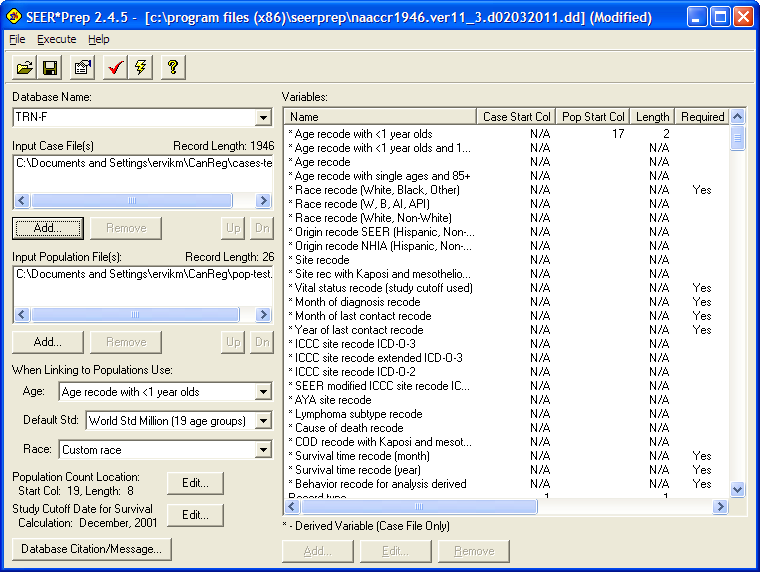 SEER*Prep 2.4.5 - [c:\program files (x86)\seerprep\naaccr1946.ver11_3.d02032011.dd] (Modified)
File Execute Help
Database Name:
TRN-F
Input Case File(s) Record Length: 1946
C:\Documents and Settings\ervikm\CanReg\cases-te
Add... Remove Up Dn
Input Population File(s): Record Length: 26
C:\Documents and Settings\ervikm\CanReg\pop-test.
Add... Remove Up Dn
When Linking to Populations Use:
Age: Age recode with <1 year olds
Default Std: World Std Million (19 age groups)
Race: Custom race
Population Count Location:
Start Col: 19, Length: 8
Edit...
Study Cutoff Date for Survival
Calculation: December, 2001
Edit...
Database Citation/Message...
Variables:
Name Case Start Col Pop Start Col Length Required
* Age recode with <1 year olds N/A 17 2
* Age recode with <1 year olds and 1... N/A N/A
* Age recode N/A N/A
* Age recode with single ages and 85+ N/A N/A
* Race recode (White, Black, Other) N/A N/A Yes
* Race recode (W, B, AI, API) N/A N/A
* Race recode (White, Non-White) N/A N/A
* Origin recode SEER (Hispanic, Non-... N/A N/A
* Origin recode NHIA (Hispanic, Non-... N/A N/A
* Site recode N/A N/A
* Site rec with Kaposi and mesothelio... N/A N/A
* Vital status recode (study cutoff used) N/A N/A Yes
* Month of diagnosis recode N/A N/A Yes
* Month of last contact recode N/A N/A Yes
* Year of last contact recode N/A N/A Yes
* ICCC site recode ICD-O-3 N/A N/A
* ICCC site recode extended ICD-O-3 N/A N/A
* ICCC site recode ICD-O-2 N/A N/A
* SEER modified ICCC site recode IC... N/A N/A
* AYA site recode N/A N/A
* Lymphoma subtype recode N/A N/A
* Cause of death recode N/A N/A
* COD recode with Kaposi and mesot... N/A N/A
* Survival time recode (month) N/A N/A Yes
* Survival time recode (year) N/A N/A Yes
* Behavior recode for analysis derived N/A N/A Yes
Record type 1 1
* - Derived Variable (Case File Only)
Add... Edit... Remove